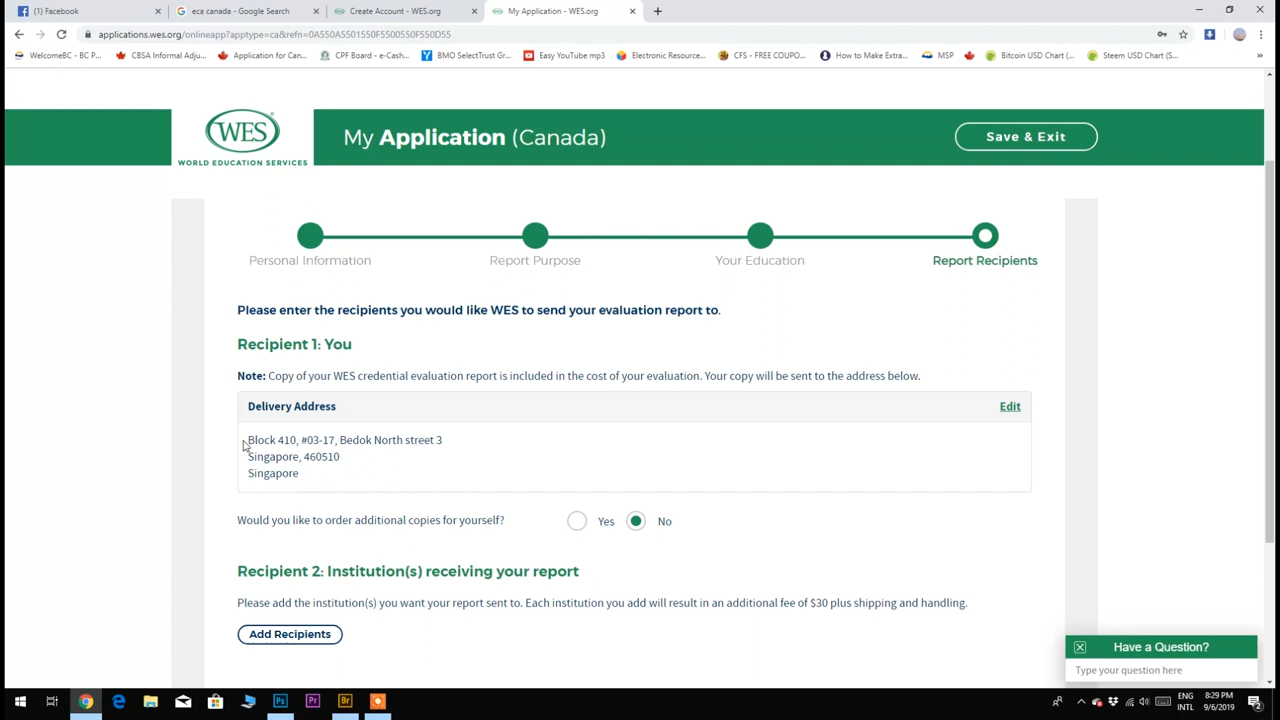 (1) Facebook
eca canada - Google Search
Create Account - WES.org
My Application - WES.org
applications.wes.org/onlineapp?apptype=ca&refn=0A550A5501550F5500550F550D55
WelcomeBC - BC P...
CBSA Informal Adju...
Application for Can...
CPF Board - e-Cash...
BMO SelectTrust Gr...
Easy YouTube mp3
Electronic Resource...
CFS - FREE COUPO...
How to Make Extra...
MSP
Bitcoin USD Chart (...
Steem USD Chart (S...
»
WES
WORLD EDUCATION SERVICES
My Application (Canada)
Save & Exit
Personal Information
Report Purpose
Your Education
Report Recipients
Please enter the recipients you would like WES to send your evaluation report to.
Recipient 1: You
Note: Copy of your WES credential evaluation report is included in the cost of your evaluation. Your copy will be sent to the address below.
Delivery Address
Edit
Block 410, #03-17, Bedok North street 3
Singapore, 460510
Singapore
Would you like to order additional copies for yourself?
Yes
No
Recipient 2: Institution(s) receiving your report
Please add the institution(s) you want your report sent to. Each institution you add will result in an additional fee of $30 plus shipping and handling.
Add Recipients
Have a Question?
Type your question here
Ps
Pr
Br
ENG
INTL
8:29 PM
9/6/2019
2